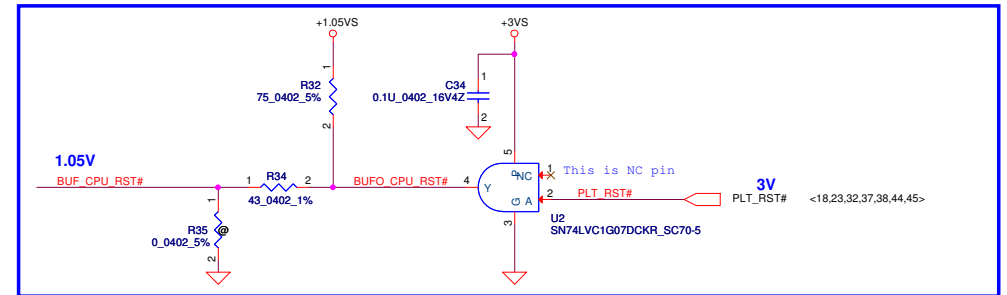 +1.05VS
+3VS
1
R32
75_0402_5%
2
C34
0.1U_0402_16V4Z
1
2
1.05V
BUF_CPU_RST#
1
R34
2
43_0402_1%
BUFO_CPU_RST#
4
Y
5
P
NC
1
This is NC pin
G
A
2
PLT_RST#
3V
PLT_RST#
<18,23,32,37,38,44,45>
3
U2
SN74LVC1G07DCKR_SC70-5
1
R35
@
0_0402_5%
2